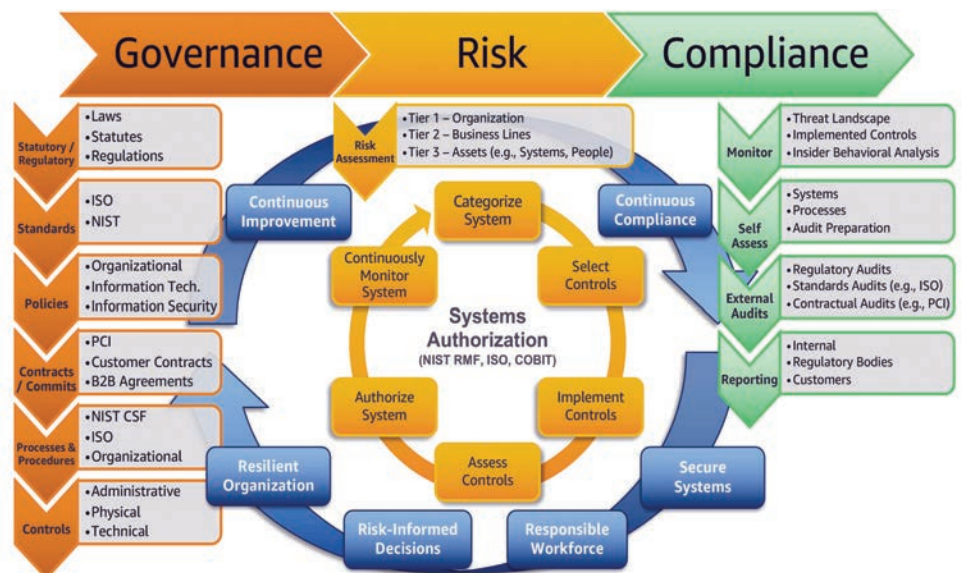 Governance
Risk
Compliance
Statutory /
Regulatory
•Laws
•Statutes
•Regulations
Standards
•ISO
•NIST
Policies
•Organizational
•Information Tech.
•Information Security
Contracts
/ Commits
•PCI
•Customer Contracts
•B2B Agreements
Processes &
Procedures
•NIST CSF
•ISO
•Organizational
Controls
•Administrative
•Physical
•Technical
Risk
Assessment
•Tier 1 – Organization
•Tier 2 – Business Lines
•Tier 3 – Assets (e.g., Systems, People)
Continuous
Improvement
Continuous
Compliance
Categorize
System
Select
Controls
Implement
Controls
Assess
Controls
Authorize
System
Continuously
Monitor
System
Systems
Authorization
(NIST RMF, ISO, COBIT)
Secure
Systems
Responsible
Workforce
Risk-Informed
Decisions
Resilient
Organization
Monitor
•Threat Landscape
•Implemented Controls
•Insider Behavioral Analysis
Self
Assess
•Systems
•Processes
•Audit Preparation
External
Audits
•Regulatory Audits
•Standards Audits (e.g., ISO)
•Contractual Audits (e.g., PCI)
Reporting
•Internal
•Regulatory Bodies
•Customers